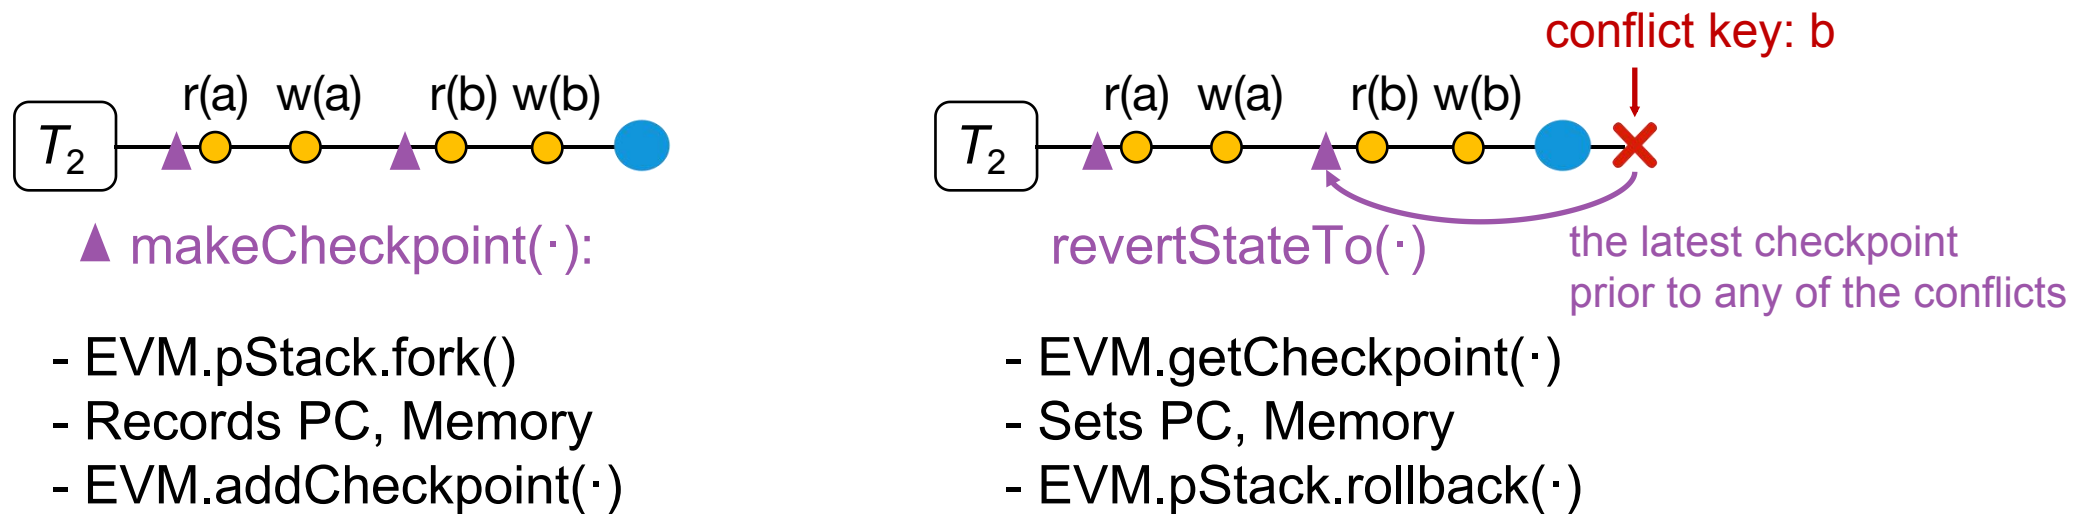 r(a) w(a) r(b) w(b)
T2
makeCheckpoint(·):
- EVM.pStack.fork()
- Records PC, Memory
- EVM.addCheckpoint(·)
conflict key: b
r(a) w(a) r(b) w(b)
T2
revertStateTo(·)
the latest checkpoint
prior to any of the conflicts
- EVM.getCheckpoint(·)
- Sets PC, Memory
- EVM.pStack.rollback(·)